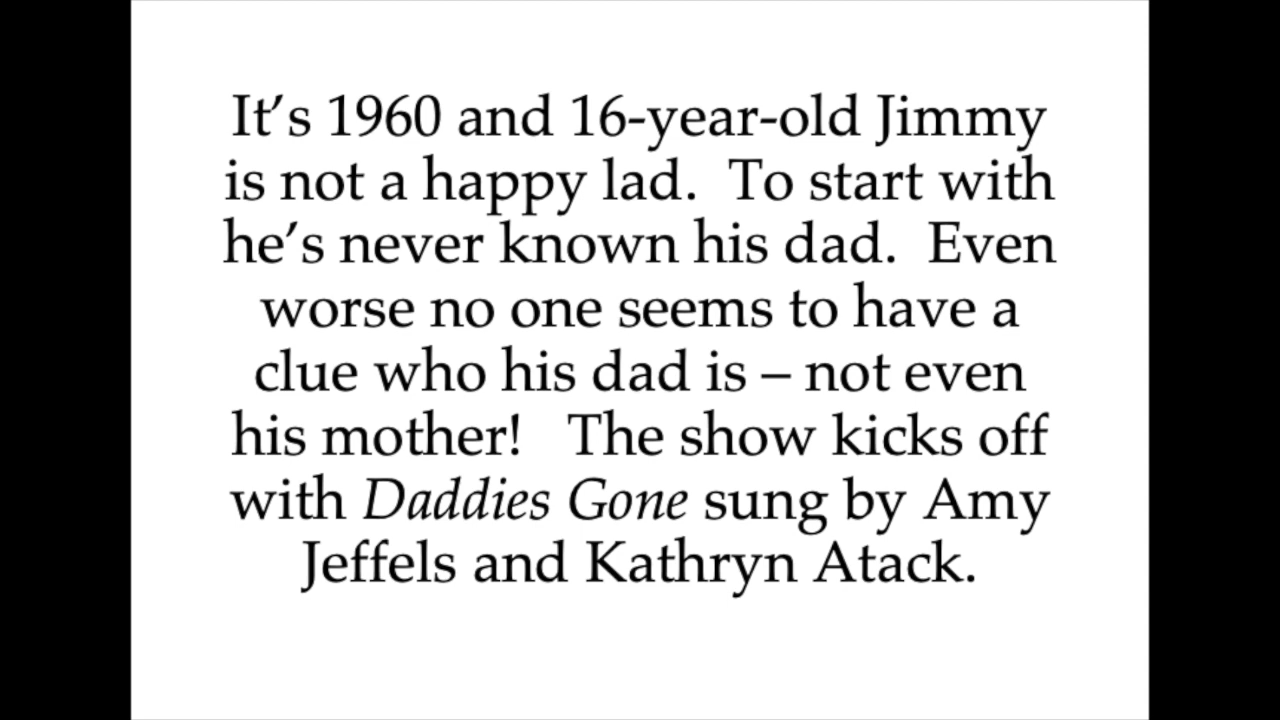 It’s 1960 and 16-year-old Jimmy
is not a happy lad.  To start with
he’s never known his dad.  Even
worse no one seems to have a
clue who his dad is – not even
his mother!   The show kicks off
with Daddies Gone sung by Amy
Jeffels and Kathryn Atack.